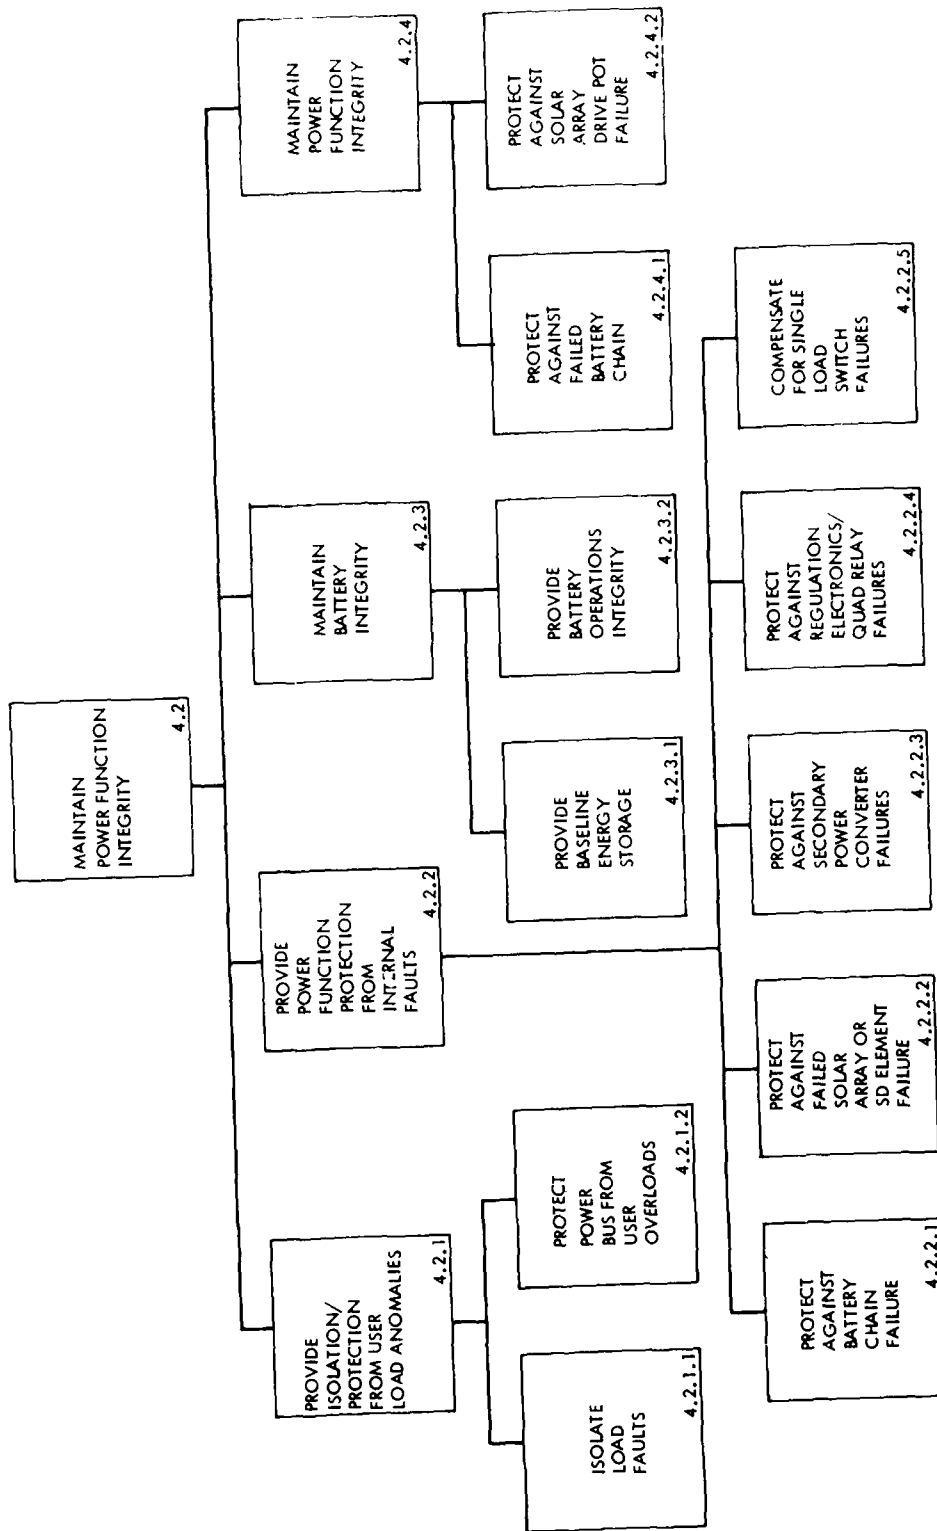 MAINTAIN
POWER FUNCTION
INTEGRITY
4.2
PROVIDE
ISOLATION/
PROTECTION
FROM USER
LOAD ANOMALIES
4.2.1
PROVIDE
POWER
FUNCTION
PROTECTION
FROM
INTERNAL
FAULTS
4.2.2
MAINTAIN
BATTERY
INTEGRITY
4.2.3
MAINTAIN
POWER
FUNCTION
INTEGRITY
4.2.4
ISOLATE
LOAD
FAULTS
4.2.1.1
PROTECT
POWER
BUS FROM
USER
OVERLOADS
4.2.1.2
PROVIDE
BASELINE
ENERGY
STORAGE
4.2.3.1
PROVIDE
BATTERY
OPERATIONS
INTEGRITY
4.2.3.2
PROTECT
AGAINST
FAILED
BATTERY
CHAIN
4.2.4.1
PROTECT
AGAINST
SOLAR
ARRAY
DRIVE POT
FAILURE
4.2.4.2
PROTECT
AGAINST
BATTERY
CHAIN
FAILURE
4.2.2.1
PROTECT
AGAINST
FAILED
SOLAR
ARRAY OR
SD ELEMENT
FAILURE
4.2.2.2
PROTECT
AGAINST
SECONDARY
POWER
CONVERTER
FAILURES
4.2.2.3
PROTECT
AGAINST
REGULATION
ELECTRONICS/
QUAD RELAY
FAILURES
4.2.2.4
COMPENSATE
FOR SINGLE
LOAD
SWITCH
FAILURES
4.2.2.5